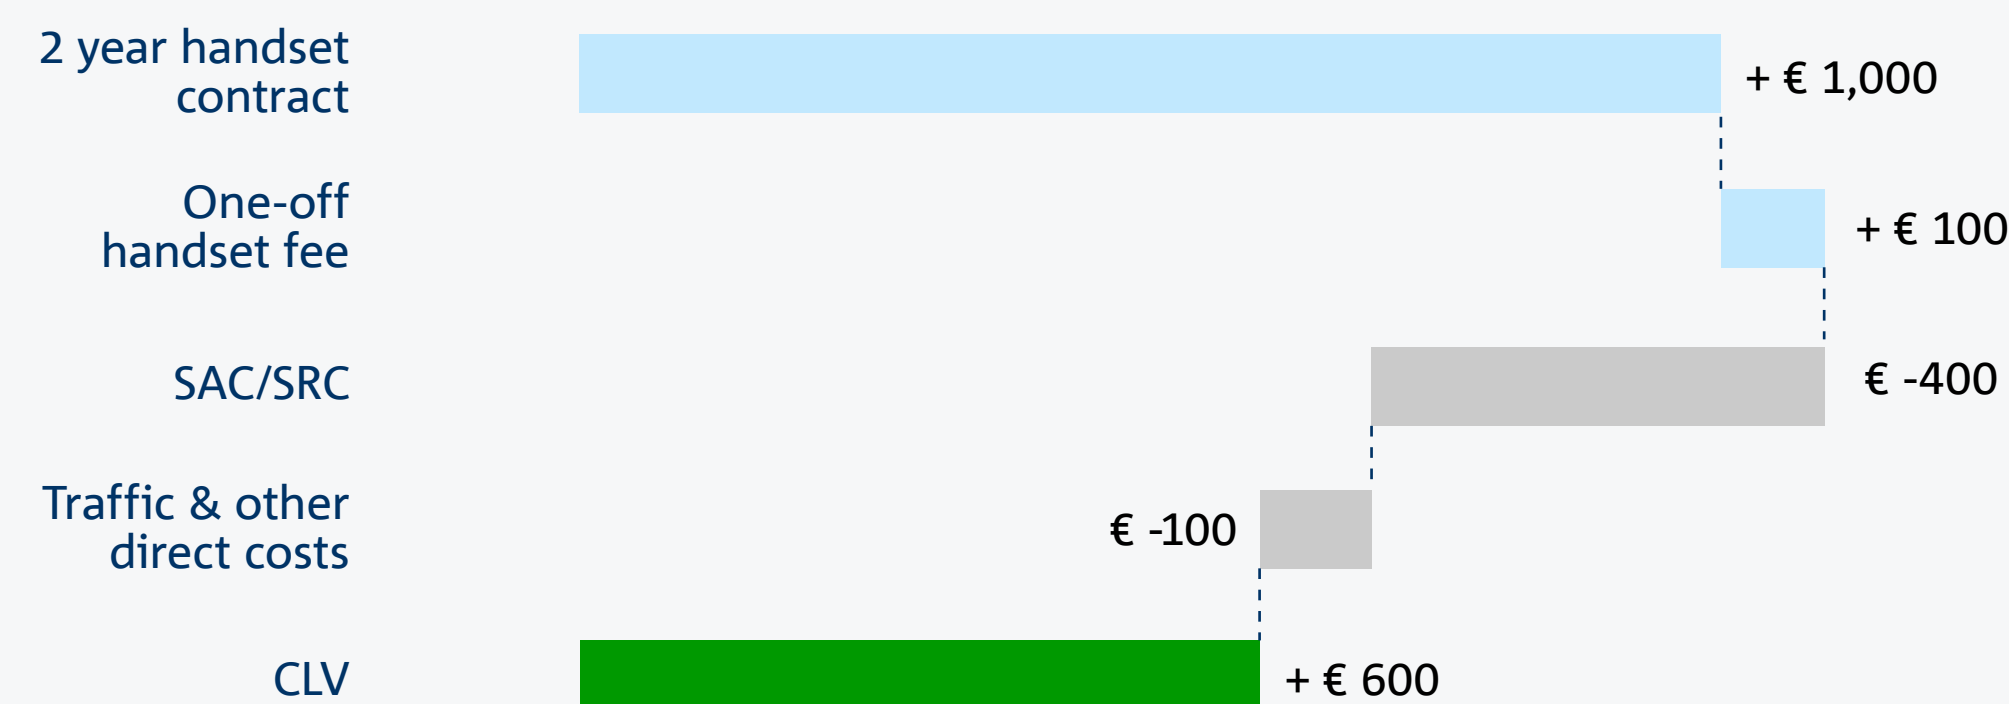 2 year handset
contract
+ € 1,000
One-off
handset fee
+ € 100
SAC/SRC
€ -400
Traffic & other
direct costs
€ -100
CLV
+ € 600